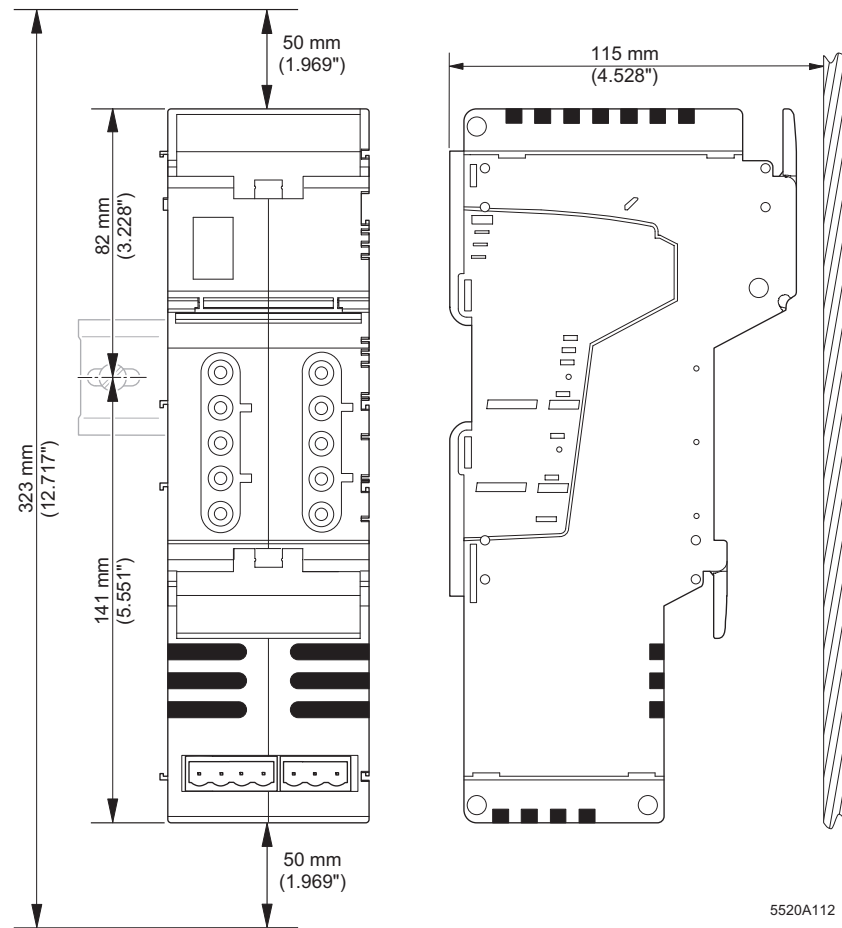 50 mm
(1.969")
115 mm
(4.528")
82 mm
(3.228")
323 mm
(12.717")
141 mm
(5.551")
50 mm
(1.969")
5520A112